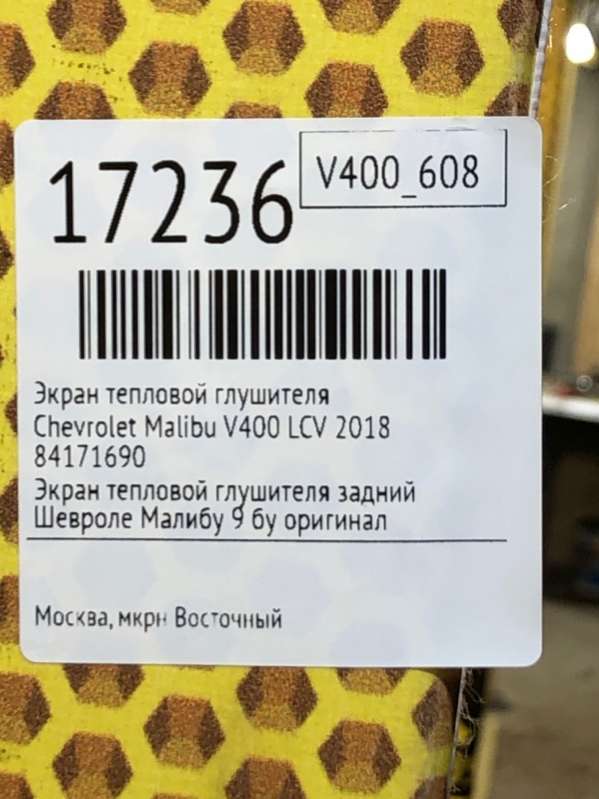 17236
V400_608
Экран тепловой глушителя
Chevrolet Malibu V400 LCV 2018
84171690
Экран тепловой глушителя задний
Шевроле Малибу 9 бу оригинал
Москва, мкрн Восточный